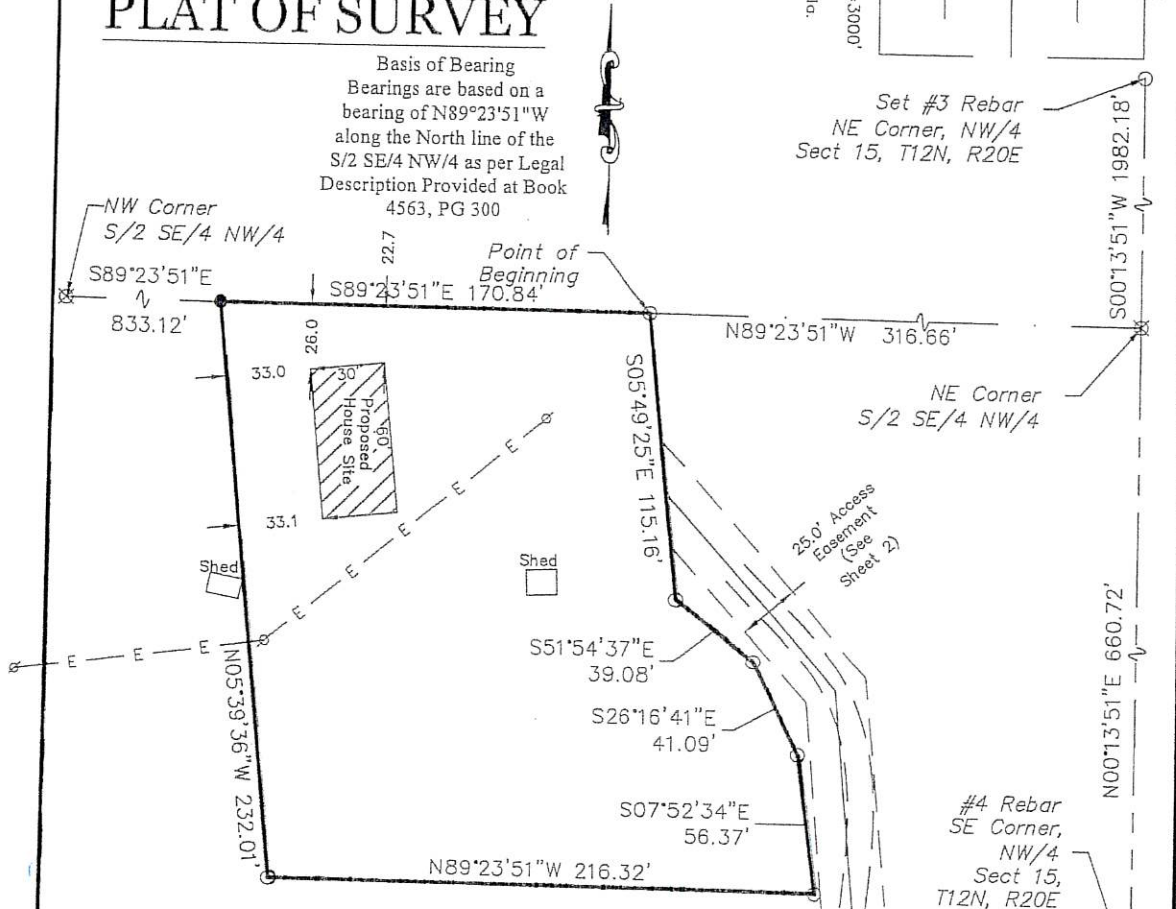 PLAT OF SURVEY
Basis of Bearing
Bearings are based on a
bearing of N89°23'51"W
along the North line of the
S/2 SE/4 NW/4 as per Legal
Description Provided at Book
4563, PG 300
3000'
la.
Set #3 Rebar
NE Corner, NW/4
Sect 15, T12N, R20E
S00°13'51"W 1982.18'
NW Corner
S/2 SE/4 NW/4
S89°23'51"E
833.12'
22.7
Point of
Beginning
S89°23'51"E 170.84'
N89°23'51"W 316.66'
26.0
33.0
30'
60'
Proposed
House Site
33.1
NE Corner
S/2 SE/4 NW/4
S05°49'25"E 115.16'
25.0' Access
Easement
(See
Sheet 2)
E
E
E
Shed
Shed
E
E
E
S51°54'37"E
39.08'
N05°39'36"W 232.01'
S26°16'41"E
41.09'
N00°13'51"E 660.72'
S07°52'34"E
56.37'
#4 Rebar
SE Corner,
NW/4
Sect 15,
T12N, R20E
N89°23'51"W 216.32'